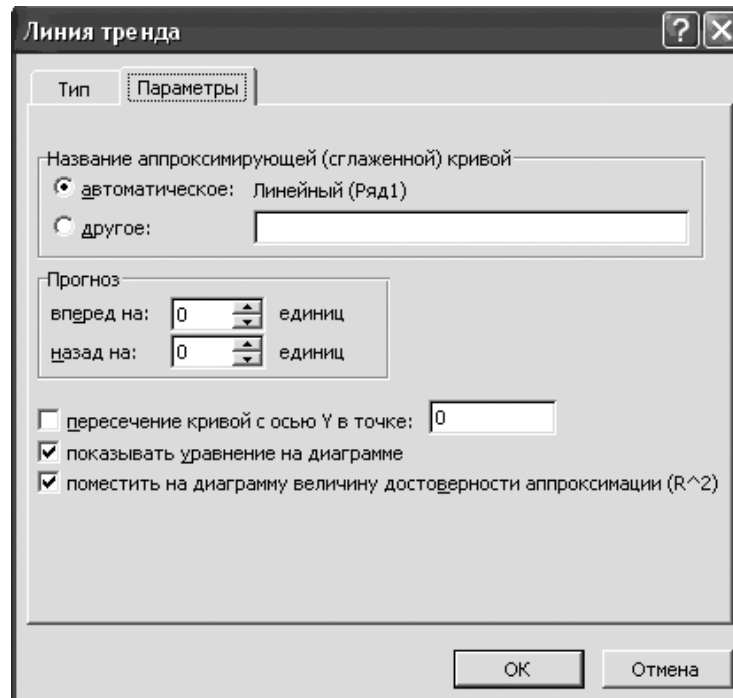 Линия тренда
Тип Параметры
Название аппроксимирующей (сглаженной) кривой
автоматическое: Линейный (Ряд1)
другое:
Прогноз
вперед на: 0 единиц
назад на: 0 единиц
пересечение кривой с осью Y в точке: 0
показывать уравнение на диаграмме
поместить на диаграмму величину достоверности аппроксимации (R^2)
ОК Отмена